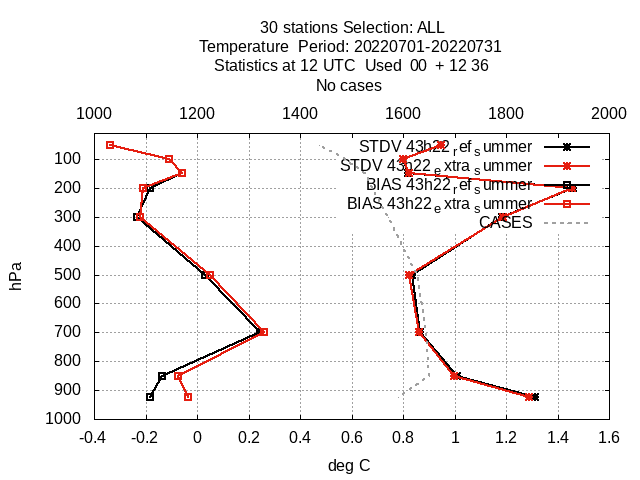 30 stations Selection: ALL
Temperature  Period: 20220701-20220731
Statistics at 12 UTC  Used  00  + 12 36
No cases
1000 1200 1400 1600 1800 2000
STDV 43h22_ref_summer
STDV 43h22_extra_summer
BIAS 43h22_ref_summer
BIAS 43h22_extra_summer
CASES
hPa
100
200
300
400
500
600
700
800
900
1000
-0.4 -0.2 0 0.2 0.4 0.6 0.8 1 1.2 1.4 1.6
deg C